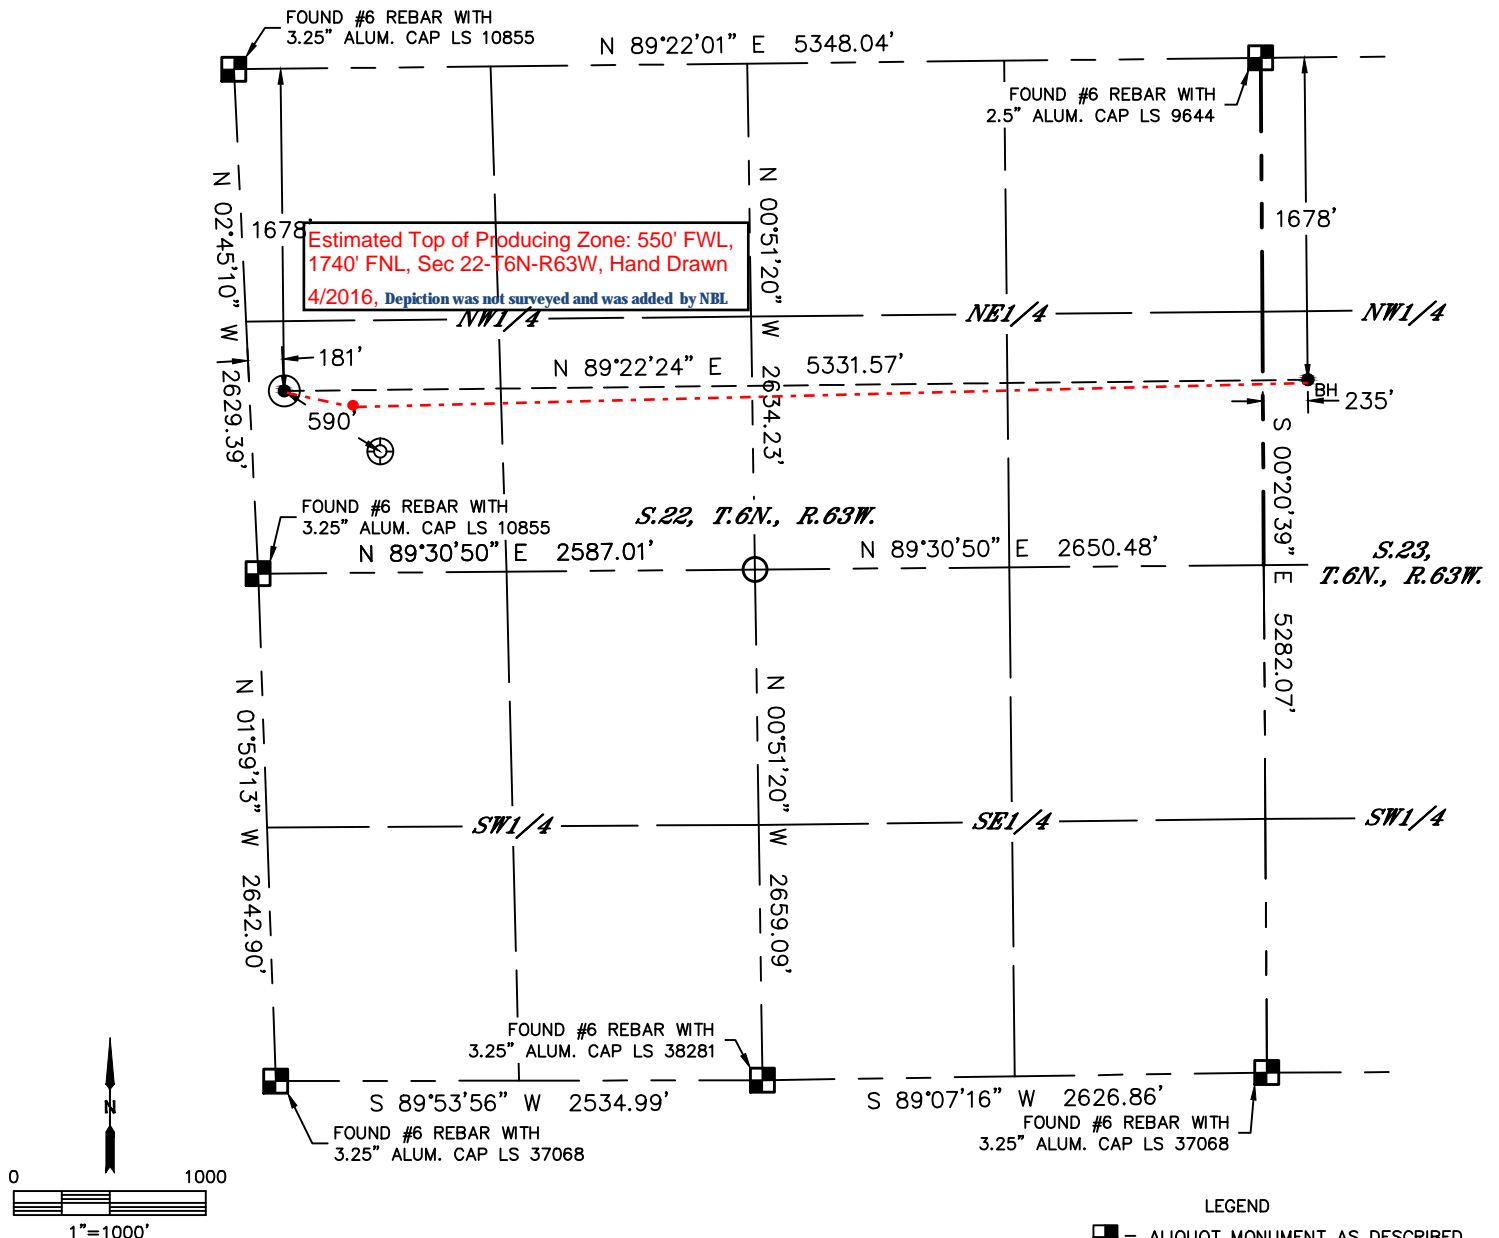 FOUND #6 REBAR WITH
3.25" ALUM. CAP LS 10855
N 89°22'01" E 5348.04'
FOUND #6 REBAR WITH
2.5" ALUM. CAP LS 9644
N 02°45'10" W 2629.39'
1678'
N 00°51'20" W 2634.23'
1678'
Estimated Top of Producing Zone: 550' FWL,
1740' FNL, Sec 22-T6N-R63W, Hand Drawn
4/2016, Depiction was not surveyed and was added by NBL
NW1/4
NE1/4
NW1/4
181'
N 89°22'24" E 5331.57'
BH
235'
590'
S 00°20'39" E 5282.07'
FOUND #6 REBAR WITH
3.25" ALUM. CAP LS 10855
S.22, T.6N., R.63W.
N 89°30'50" E 2587.01'
N 89°30'50" E 2650.48'
S.23,
T.6N., R.63W.
N 01°59'13" W 2642.90'
N 00°51'20" W 2659.09'
SW1/4
SE1/4
SW1/4
FOUND #6 REBAR WITH
3.25" ALUM. CAP LS 38281
S 89°53'56" W 2534.99'
S 89°07'16" W 2626.86'
FOUND #6 REBAR WITH
3.25" ALUM. CAP LS 37068
FOUND #6 REBAR WITH
3.25" ALUM. CAP LS 37068
N
0 1000
1"=1000'
LEGEND
– ALIQUOT MONUMENT AS DESCRIBED